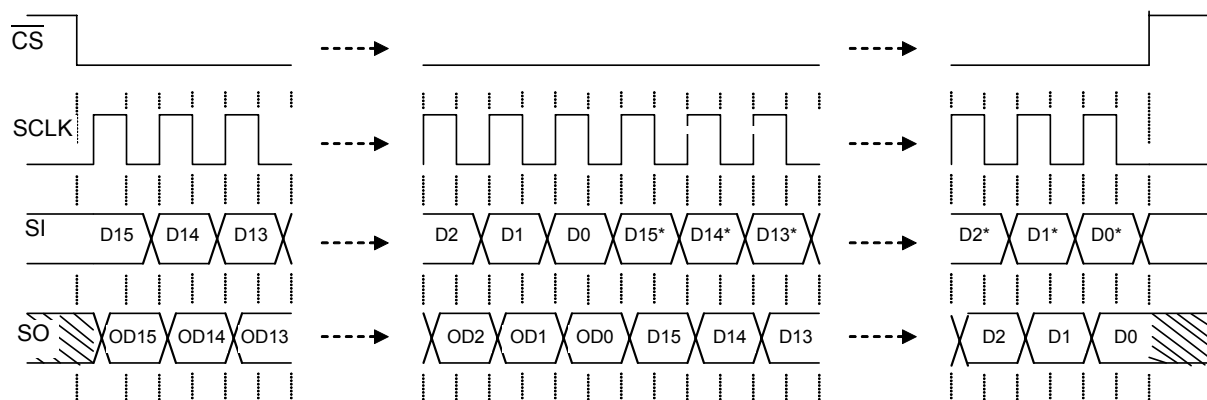 CS
SCLK
SI D15 D14 D13 D2 D1 D0 D15* D14* D13* D2* D1* D0*
SO OD15 OD14 OD13 OD2 OD1 OD0 D15 D14 D13 D2 D1 D0